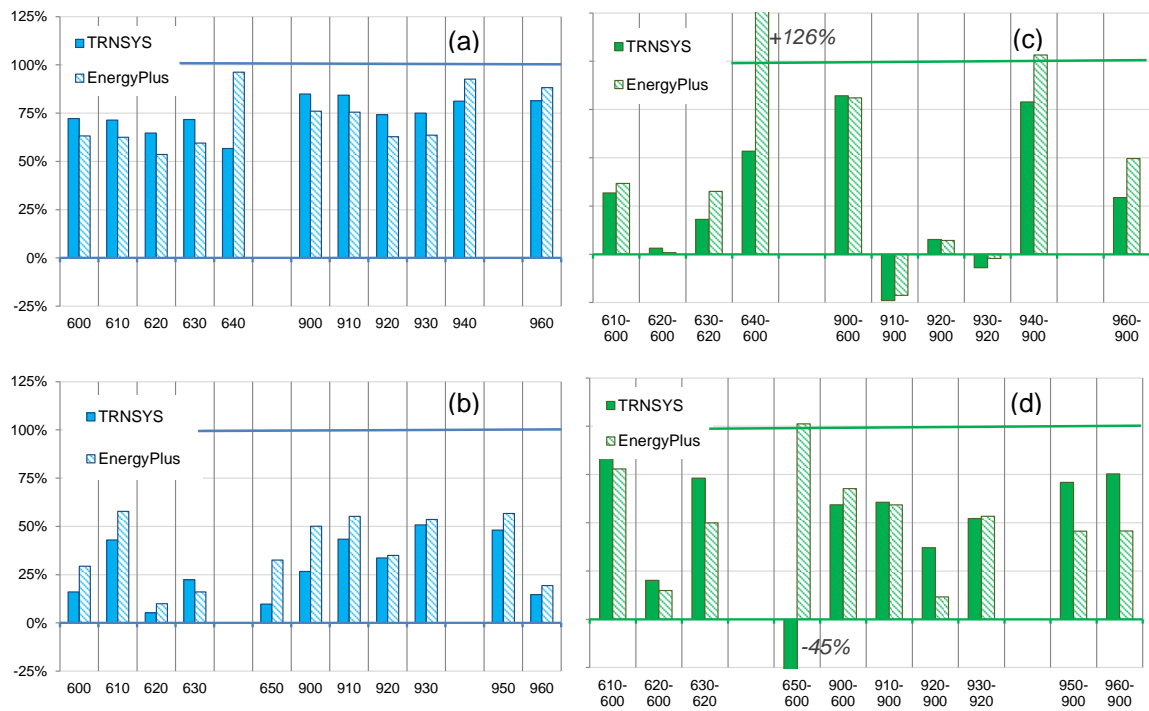 125%
(a)
TRNSYS
100%
EnergyPlus
75%
50%
25%
0%
-25%
600 610 620 630 640 900 910 920 930 940 960
(c)
+126%
TRNSYS
EnergyPlus
610- 620- 630- 640- 900- 910- 920- 930- 940- 960-
600 600 620 600 600 900 900 920 900 900
125%
(b)
TRNSYS
100%
EnergyPlus
75%
50%
25%
0%
-25%
600 610 620 630 650 900 910 920 930 950 960
(d)
TRNSYS
EnergyPlus
-45%
610- 620- 630- 650- 900- 910- 920- 930- 950- 960-
600 600 620 600 600 900 900 920 900 900